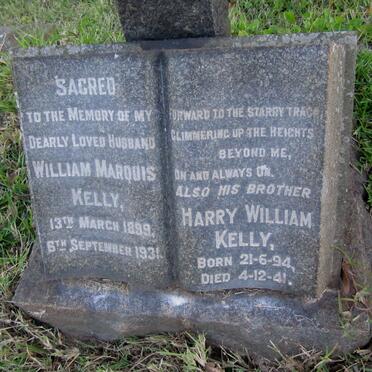 SACRED
TO THE MEMORY OF MY
DEARLY LOVED HUSBAND
WILLIAM MARQUIS
KELLY,
13TH MARCH 1899.
6TH SEPTEMBER 1931.
FORWARD TO THE STARRY TRACK
GLIMMERING UP THE HEIGHTS
BEYOND ME,
ON AND ALWAYS ON.
ALSO HIS BROTHER
HARRY WILLIAM
KELLY,
BORN 21-6-94,
DIED 4-12-41.